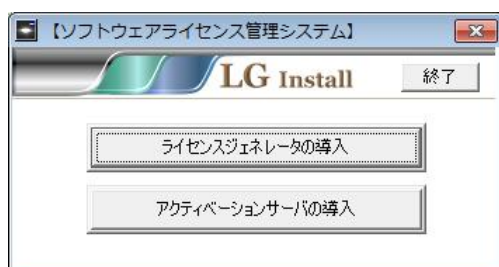 【ソフトウェアライセンス管理システム】
LG Install
終了
ライセンスジェネレータの導入
アクティベーションサーバの導入